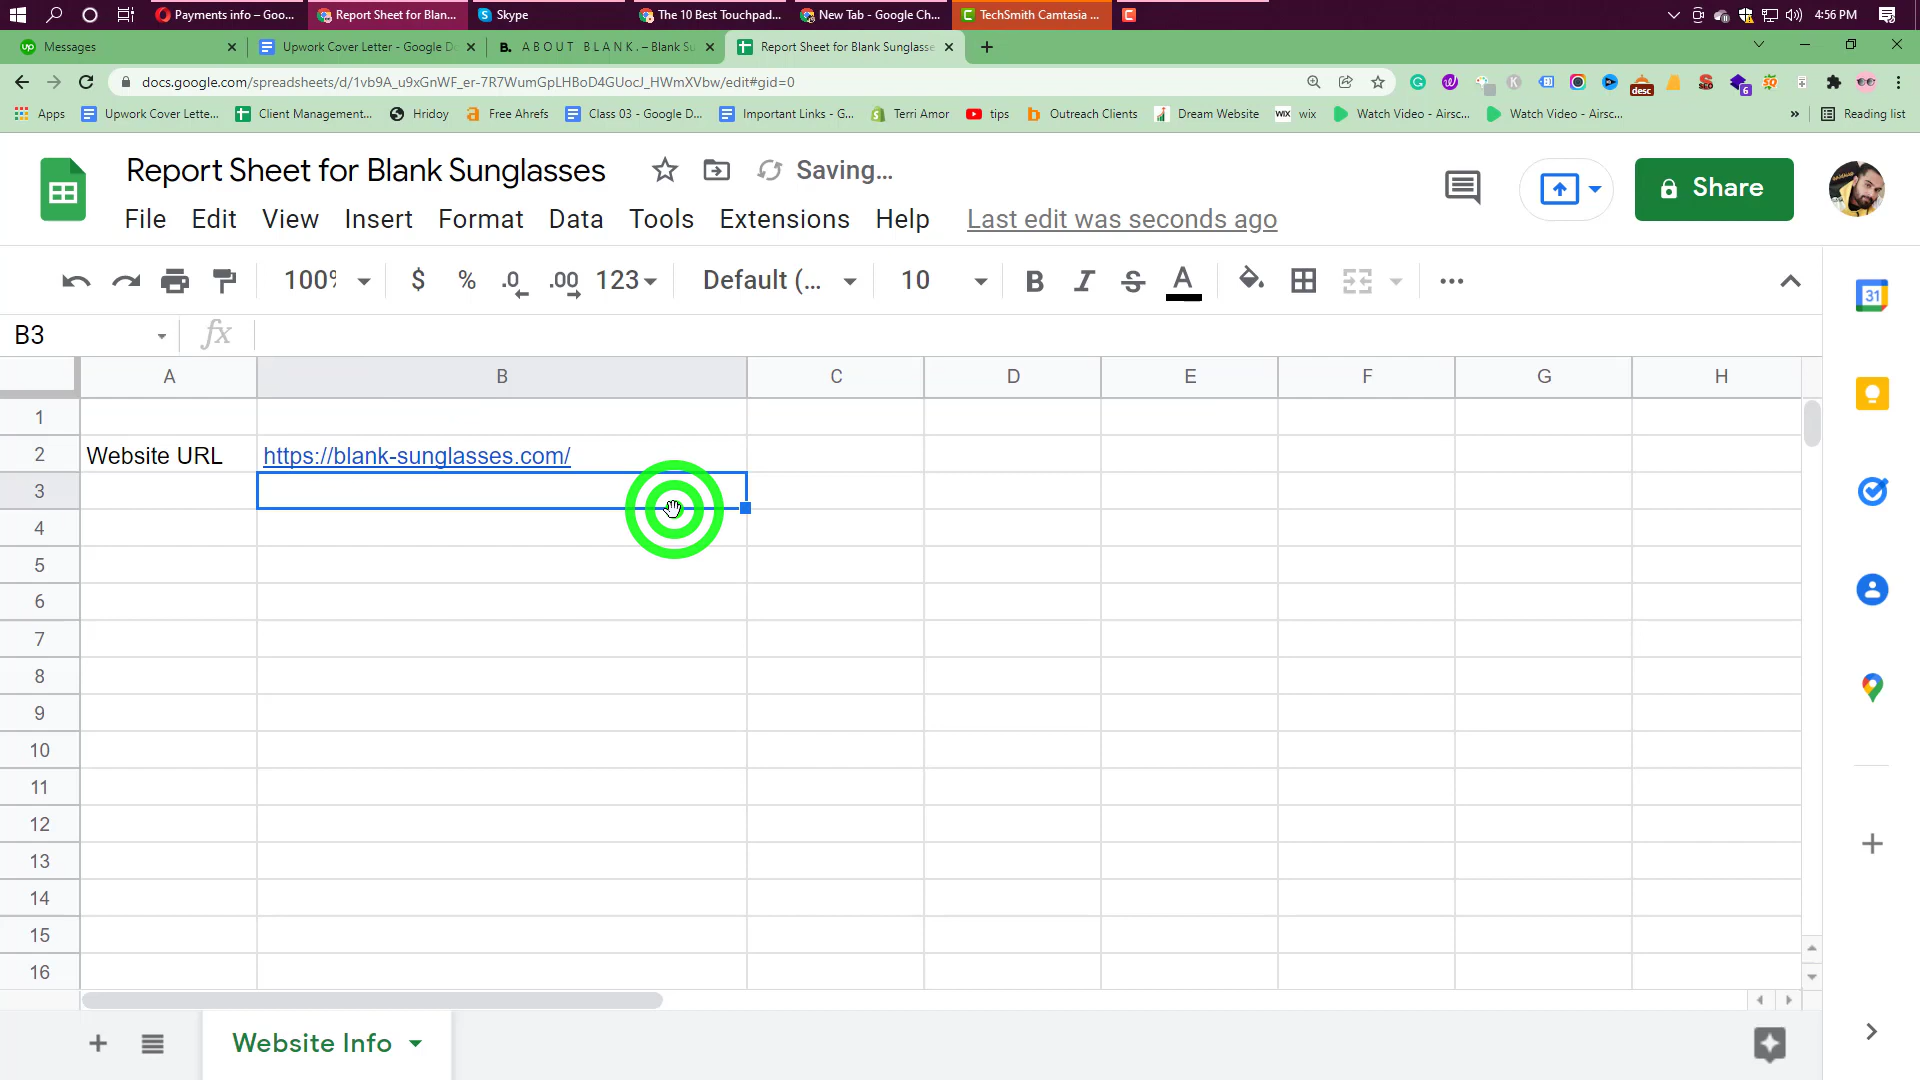 Payments info – Goo...
Report Sheet for Blan...
Skype
The 10 Best Touchpad...
New Tab - Google Ch...
TechSmith Camtasia ...
4:56 PM
up Messages
Upwork Cover Letter - Google Do
B. A B O U T B L A N K . – Blank Su
Report Sheet for Blank Sunglasse
docs.google.com/spreadsheets/d/1vb9A_u9xGnWF_er-7R7WumGpLHBoD4GUocJ_HWmXVbw/edit#gid=0
desc
6
Apps
Upwork Cover Lette...
Client Management...
Hridoy
Free Ahrefs
Class 03 - Google D...
Important Links - G...
Terri Amor
tips
Outreach Clients
Dream Website
WIX wix
Watch Video - Airsc...
Watch Video - Airsc...
»
Reading list
Report Sheet for Blank Sunglasses
Saving...
Share
File Edit View Insert Format Data Tools Extensions Help
Last edit was seconds ago
100%
$ % .0 .00 123
Default (...
10
B I S A
31
B3
fx
A B C D E F G H
1
2 Website URL https://blank-sunglasses.com/
3
4
5
6
7
8
9
10
11
12
13
14
15
16
Website Info